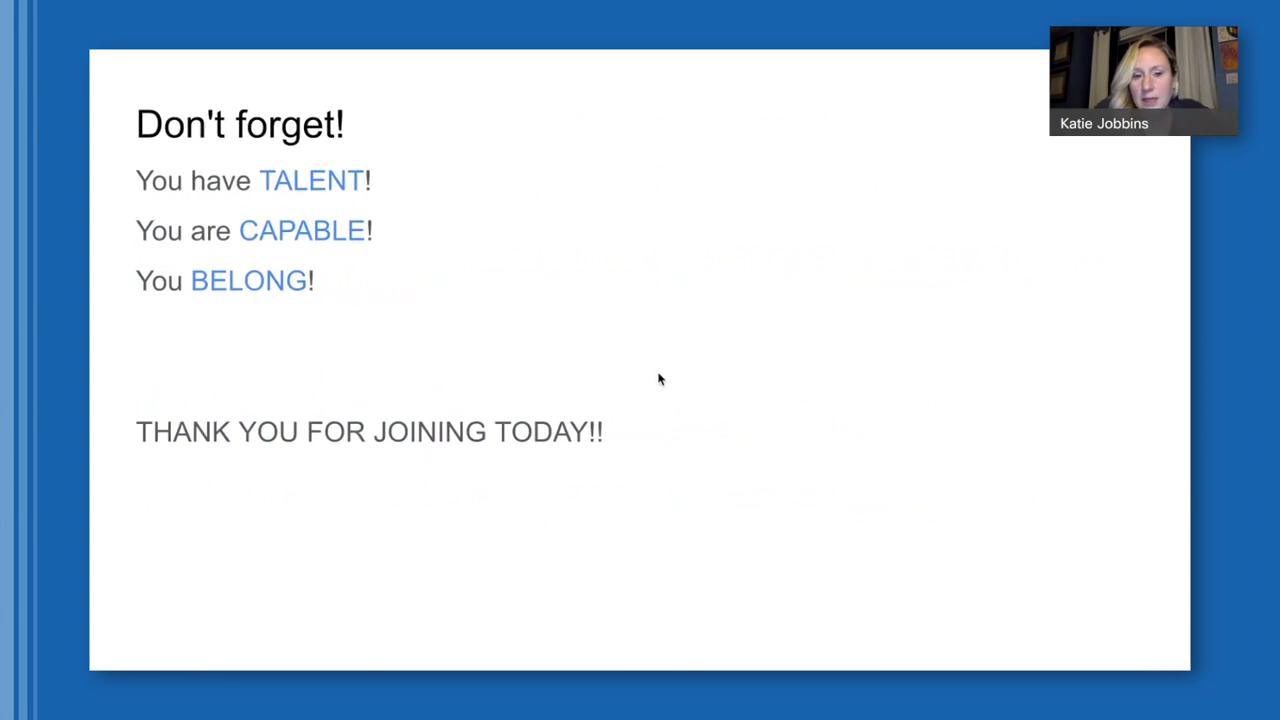 Don't forget!
You have TALENT!
You are CAPABLE!
You BELONG!
THANK YOU FOR JOINING TODAY!!
Katie Jobbins